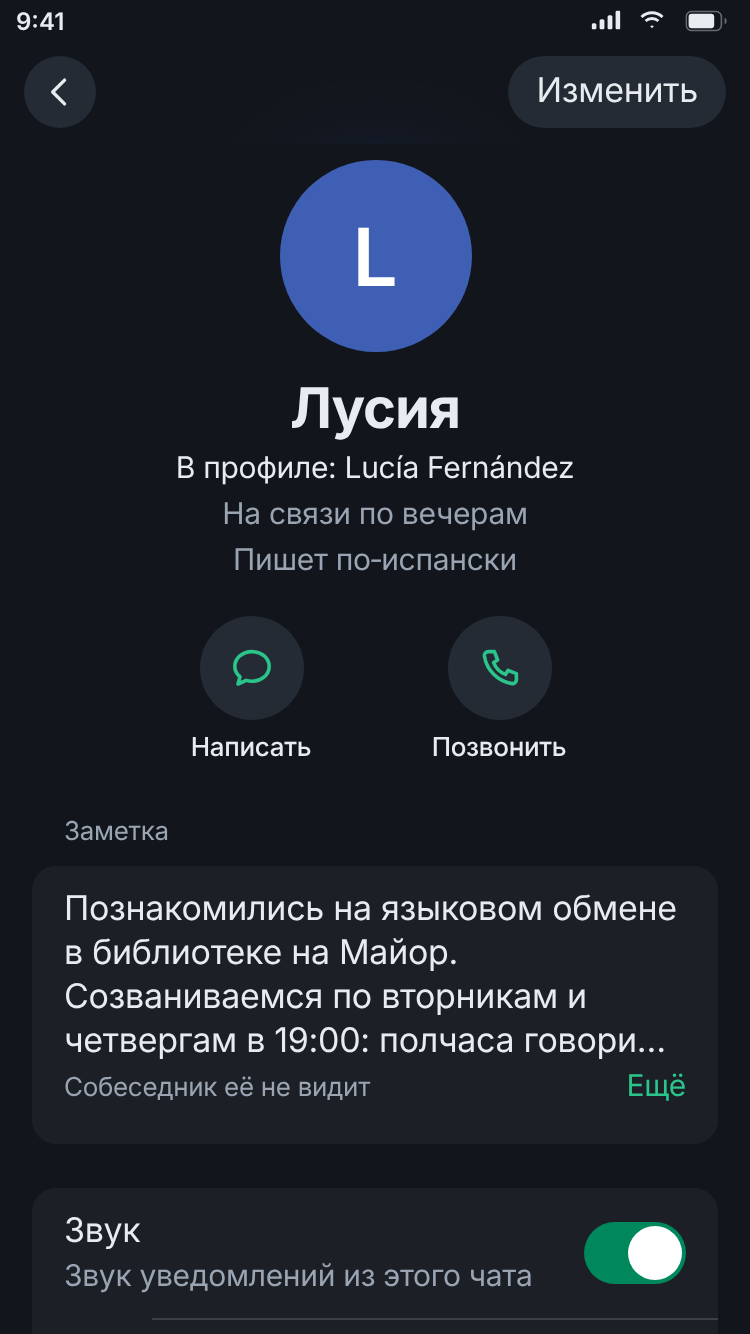 9:41
Изменить
L
Лусия
В профиле: Lucía Fernández
На связи по вечерам
Пишет по-испански
Написать
Позвонить
Заметка
Познакомились на языковом обмене
в библиотеке на Майор.
Созваниваемся по вторникам и
четвергам в 19:00: полчаса говори...
Собеседник её не видит
Ещё
Звук
Звук уведомлений из этого чата